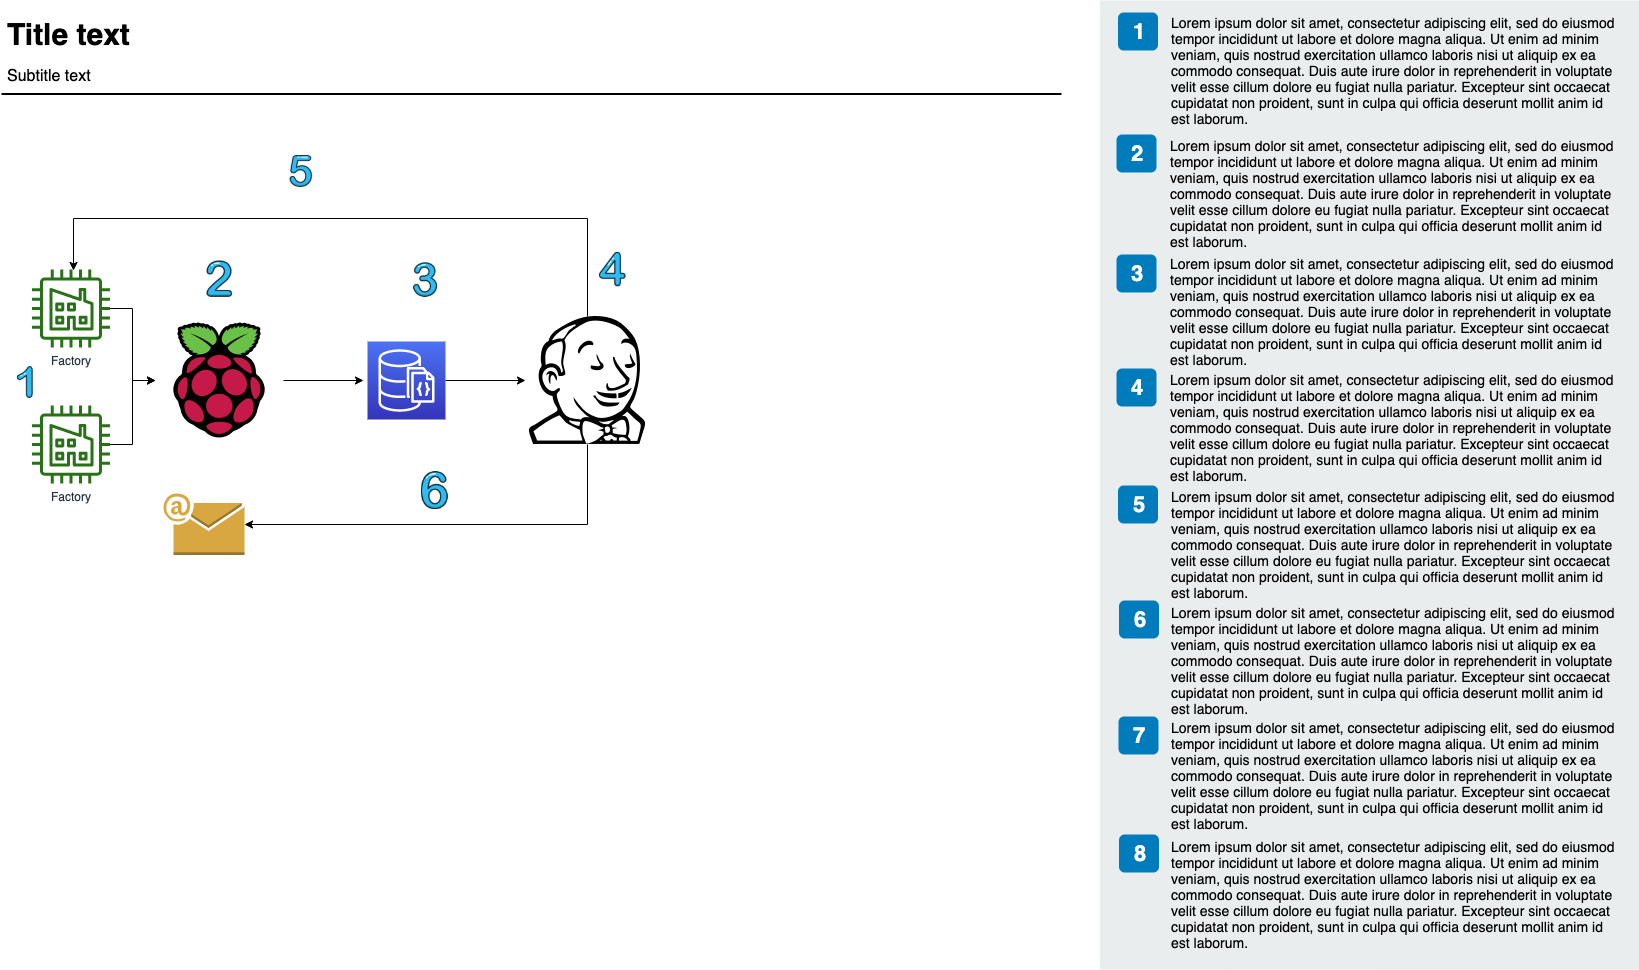 Title text
Subtitle text
5
2
3
4
Factory
1
Factory
6
@
{}
1
Lorem ipsum dolor sit amet, consectetur adipiscing elit, sed do eiusmod
tempor incididunt ut labore et dolore magna aliqua. Ut enim ad minim
veniam, quis nostrud exercitation ullamco laboris nisi ut aliquip ex ea
commodo consequat. Duis aute irure dolor in reprehenderit in voluptate
velit esse cillum dolore eu fugiat nulla pariatur. Excepteur sint occaecat
cupidatat non proident, sunt in culpa qui officia deserunt mollit anim id
est laborum.
2
Lorem ipsum dolor sit amet, consectetur adipiscing elit, sed do eiusmod
tempor incididunt ut labore et dolore magna aliqua. Ut enim ad minim
veniam, quis nostrud exercitation ullamco laboris nisi ut aliquip ex ea
commodo consequat. Duis aute irure dolor in reprehenderit in voluptate
velit esse cillum dolore eu fugiat nulla pariatur. Excepteur sint occaecat
cupidatat non proident, sunt in culpa qui officia deserunt mollit anim id
est laborum.
3
Lorem ipsum dolor sit amet, consectetur adipiscing elit, sed do eiusmod
tempor incididunt ut labore et dolore magna aliqua. Ut enim ad minim
veniam, quis nostrud exercitation ullamco laboris nisi ut aliquip ex ea
commodo consequat. Duis aute irure dolor in reprehenderit in voluptate
velit esse cillum dolore eu fugiat nulla pariatur. Excepteur sint occaecat
cupidatat non proident, sunt in culpa qui officia deserunt mollit anim id
est laborum.
4
Lorem ipsum dolor sit amet, consectetur adipiscing elit, sed do eiusmod
tempor incididunt ut labore et dolore magna aliqua. Ut enim ad minim
veniam, quis nostrud exercitation ullamco laboris nisi ut aliquip ex ea
commodo consequat. Duis aute irure dolor in reprehenderit in voluptate
velit esse cillum dolore eu fugiat nulla pariatur. Excepteur sint occaecat
cupidatat non proident, sunt in culpa qui officia deserunt mollit anim id
est laborum.
5
Lorem ipsum dolor sit amet, consectetur adipiscing elit, sed do eiusmod
tempor incididunt ut labore et dolore magna aliqua. Ut enim ad minim
veniam, quis nostrud exercitation ullamco laboris nisi ut aliquip ex ea
commodo consequat. Duis aute irure dolor in reprehenderit in voluptate
velit esse cillum dolore eu fugiat nulla pariatur. Excepteur sint occaecat
cupidatat non proident, sunt in culpa qui officia deserunt mollit anim id
est laborum.
6
Lorem ipsum dolor sit amet, consectetur adipiscing elit, sed do eiusmod
tempor incididunt ut labore et dolore magna aliqua. Ut enim ad minim
veniam, quis nostrud exercitation ullamco laboris nisi ut aliquip ex ea
commodo consequat. Duis aute irure dolor in reprehenderit in voluptate
velit esse cillum dolore eu fugiat nulla pariatur. Excepteur sint occaecat
cupidatat non proident, sunt in culpa qui officia deserunt mollit anim id
est laborum.
7
Lorem ipsum dolor sit amet, consectetur adipiscing elit, sed do eiusmod
tempor incididunt ut labore et dolore magna aliqua. Ut enim ad minim
veniam, quis nostrud exercitation ullamco laboris nisi ut aliquip ex ea
commodo consequat. Duis aute irure dolor in reprehenderit in voluptate
velit esse cillum dolore eu fugiat nulla pariatur. Excepteur sint occaecat
cupidatat non proident, sunt in culpa qui officia deserunt mollit anim id
est laborum.
8
Lorem ipsum dolor sit amet, consectetur adipiscing elit, sed do eiusmod
tempor incididunt ut labore et dolore magna aliqua. Ut enim ad minim
veniam, quis nostrud exercitation ullamco laboris nisi ut aliquip ex ea
commodo consequat. Duis aute irure dolor in reprehenderit in voluptate
velit esse cillum dolore eu fugiat nulla pariatur. Excepteur sint occaecat
cupidatat non proident, sunt in culpa qui officia deserunt mollit anim id
est laborum.